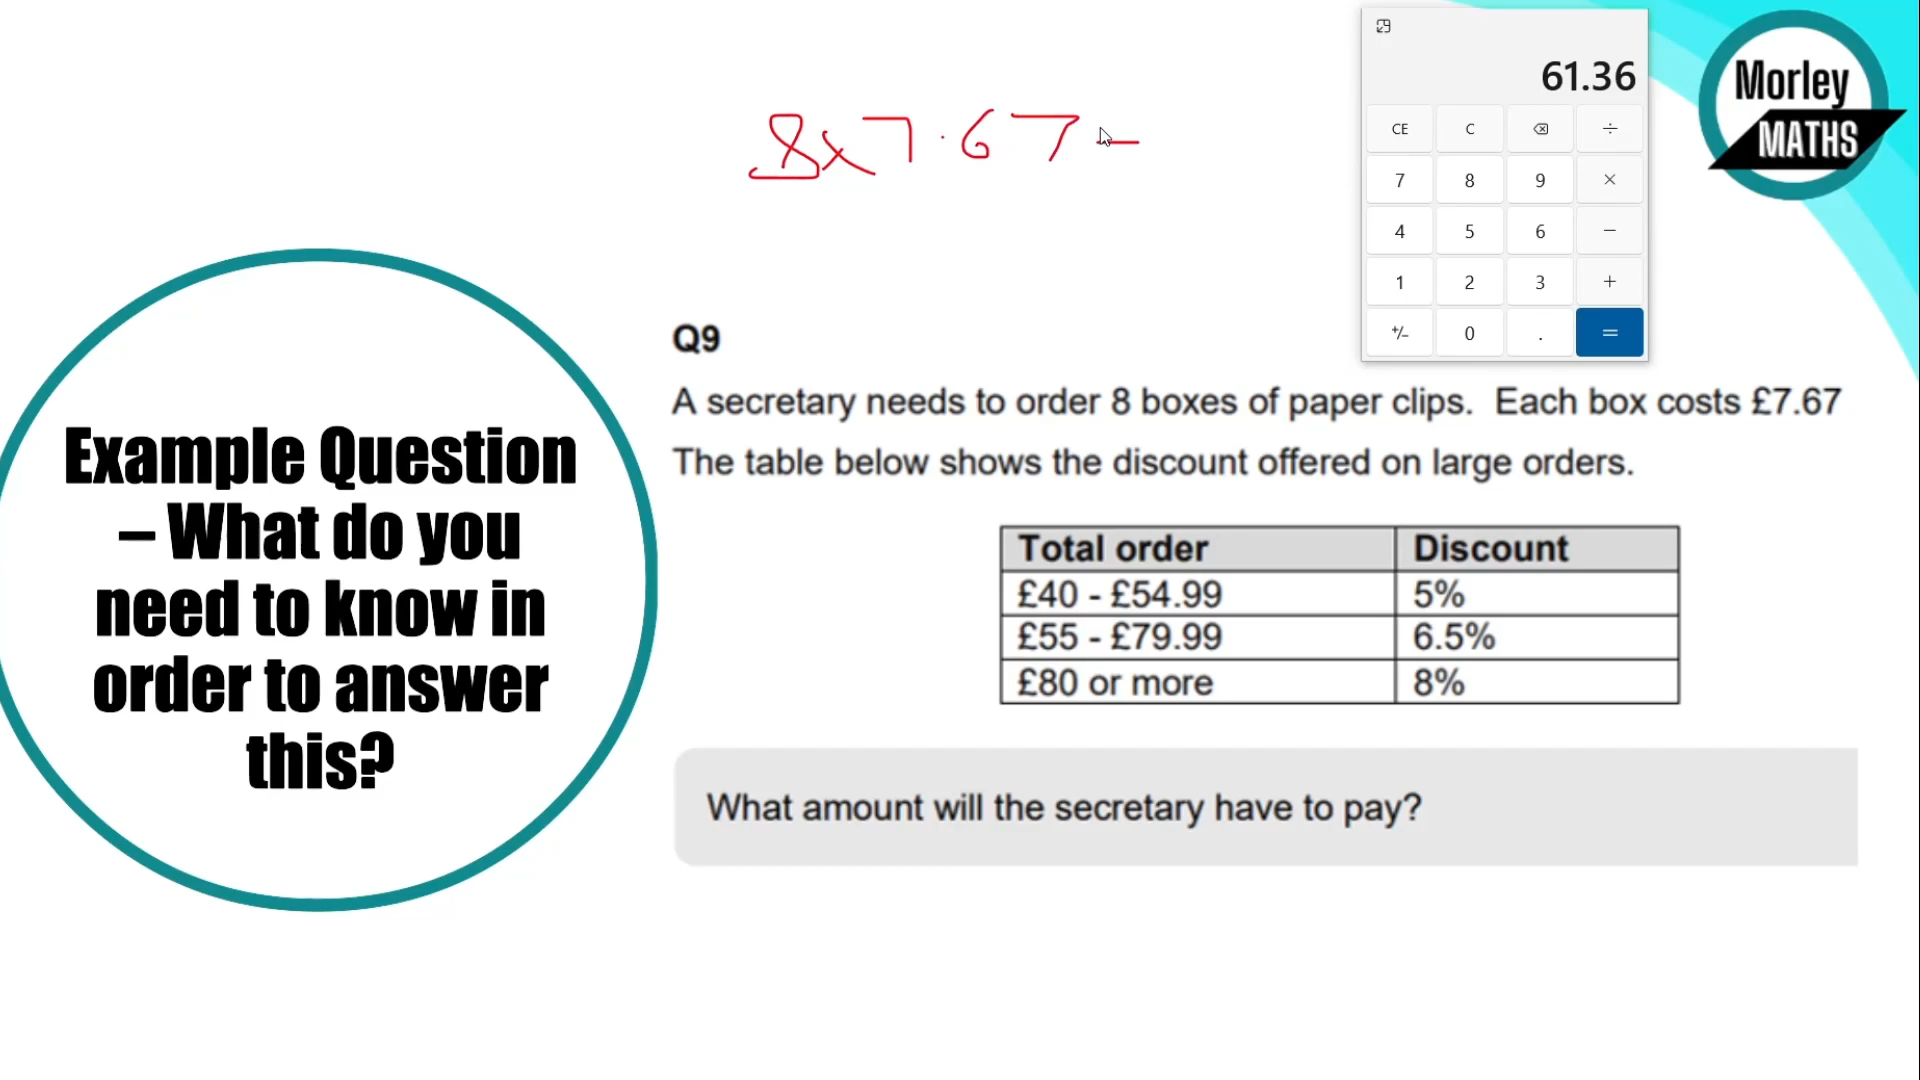 8x7.67=
61.36
CE C ⌫ ÷
7 8 9 ×
4 5 6 −
1 2 3 +
+/- 0 . =
Morley
MATHS
Example Question
– What do you
need to know in
order to answer
this?
Q9
A secretary needs to order 8 boxes of paper clips. Each box costs £7.67
The table below shows the discount offered on large orders.
Total order Discount
£40 - £54.99 5%
£55 - £79.99 6.5%
£80 or more 8%
What amount will the secretary have to pay?